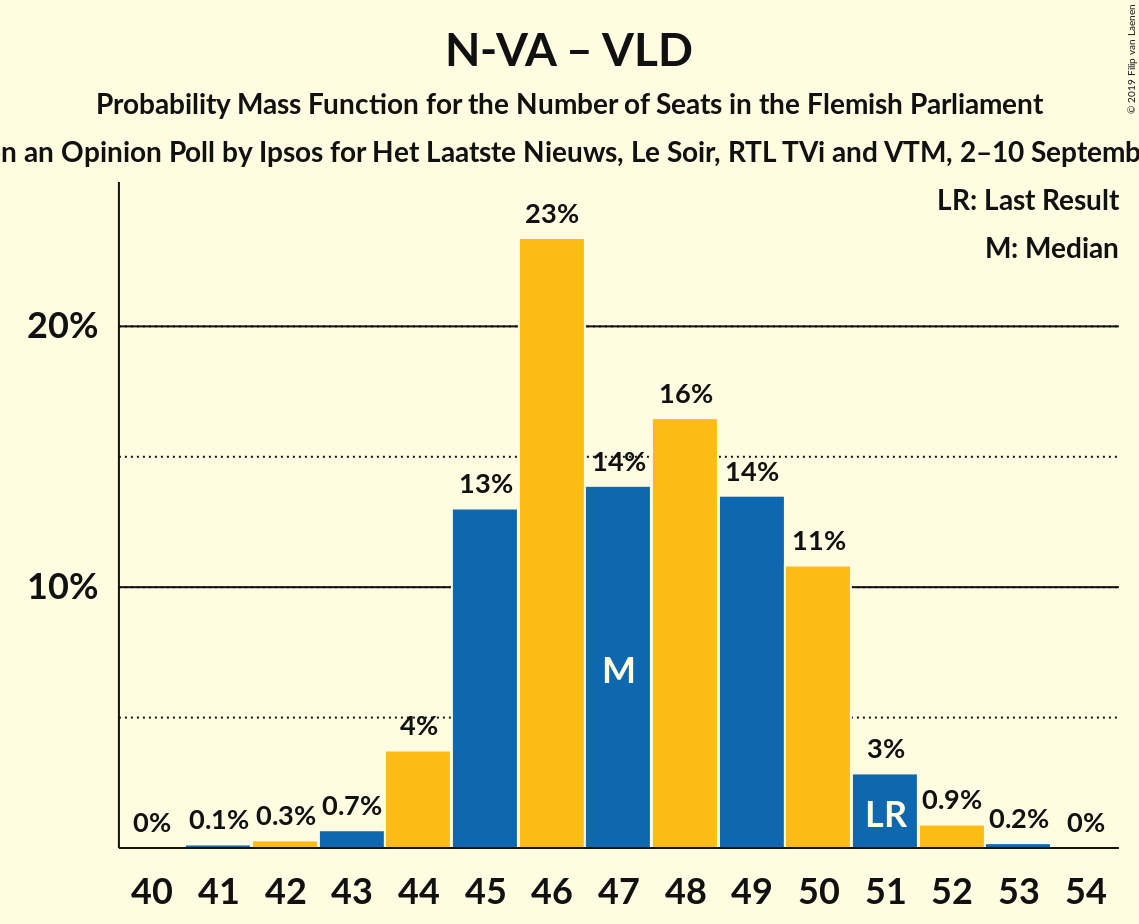 N-VA – VLD
Probability Mass Function for the Number of Seats in the Flemish Parliament
an Opinion Poll by Ipsos for Het Laatste Nieuws, Le Soir, RTL TVi and VTM, 2–10
© 2019 Filip van Laenen
LR: Last Result
M: Median
20%
10%
0%
0.1%
0.3%
0.7%
4%
13%
23%
14%
16%
14%
11%
3%
0.9%
0.2%
0%
M
LR
40 41 42 43 44 45 46 47 48 49 50 51 52 53 54